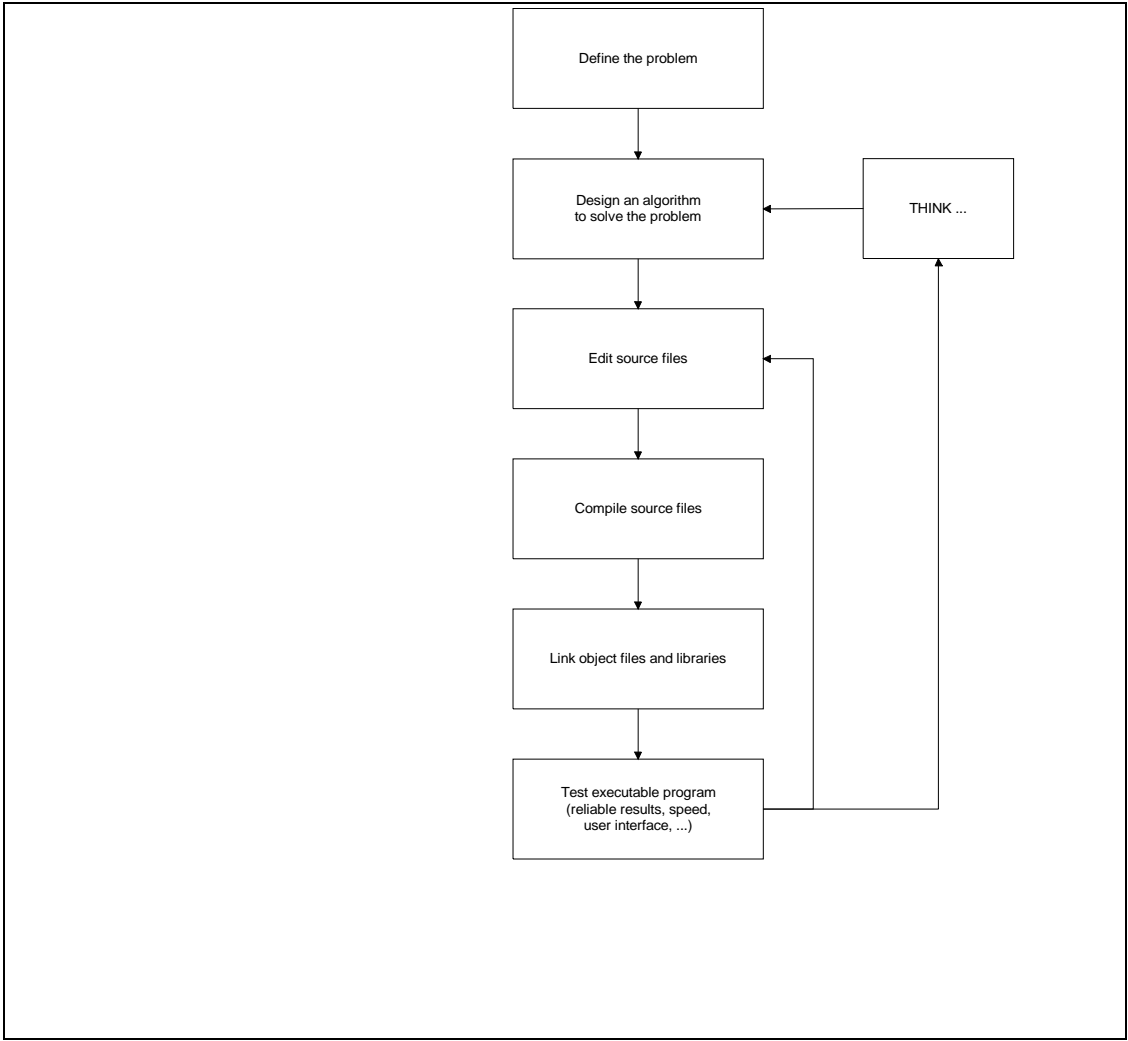 Define the problem
Design an algorithm
to solve the problem
THINK ...
Edit source files
Compile source files
Link object files and libraries
Test executable program
(reliable results, speed,
user interface, ...)